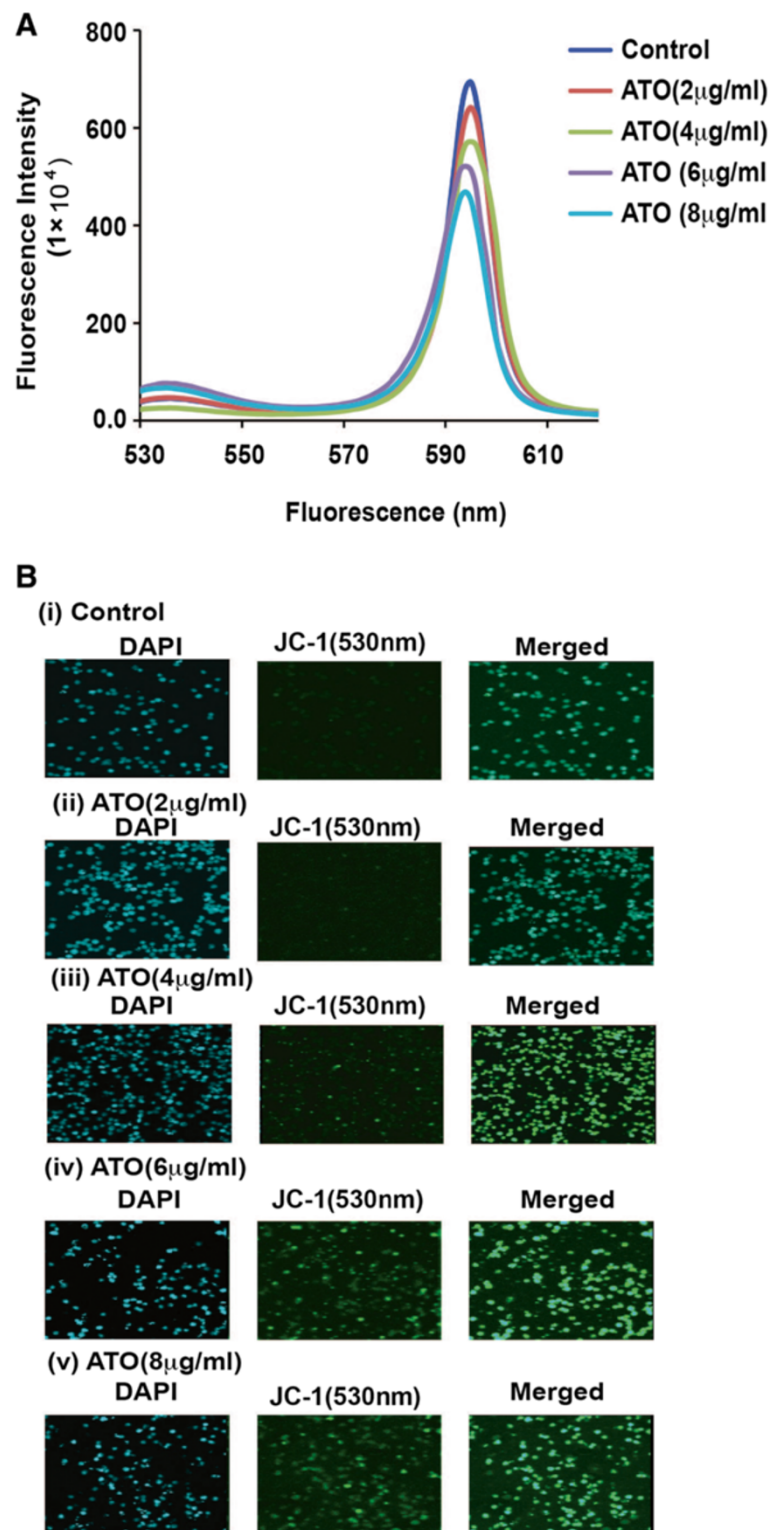 A
800
600
400
200
0.0
Fluorescence Intensity
(1× 10⁴)
530 550 570 590 610
Fluorescence (nm)
Control
ATO(2μg/ml)
ATO(4μg/ml)
ATO (6μg/ml
ATO (8μg/ml
B
(i) Control
DAPI JC-1(530nm) Merged
(ii) ATO(2μg/ml)
DAPI JC-1(530nm) Merged
(iii) ATO(4μg/ml)
DAPI JC-1(530nm) Merged
(iv) ATO(6μg/ml)
DAPI JC-1(530nm) Merged
(v) ATO(8μg/ml)
DAPI JC-1(530nm) Merged